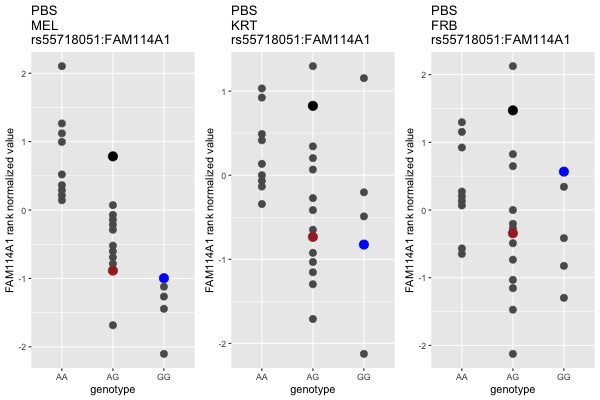 PBS
MEL
rs55718051:FAM114A1
FAM114A1 rank normalized value
2
1
0
-1
-2
AA
AG
GG
genotype
PBS
KRT
rs55718051:FAM114A1
FAM114A1 rank normalized value
1
0
-1
-2
AA
AG
GG
genotype
PBS
FRB
rs55718051:FAM114A1
FAM114A1 rank normalized value
2
1
0
-1
-2
AA
AG
GG
genotype